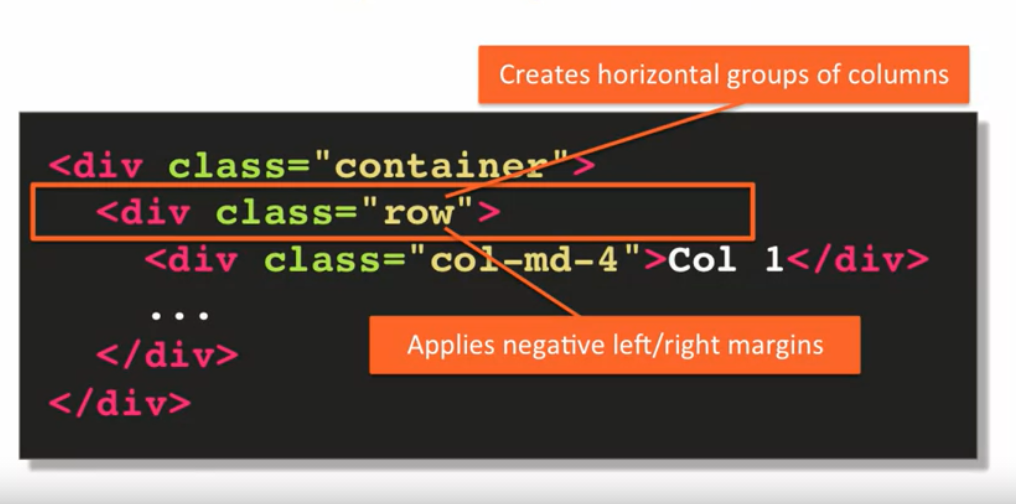 Creates horizontal groups of columns
<div class="container">
<div class="row">
<div class="col-md-4">Col 1</div>
...
Applies negative left/right margins
</div>
</div>